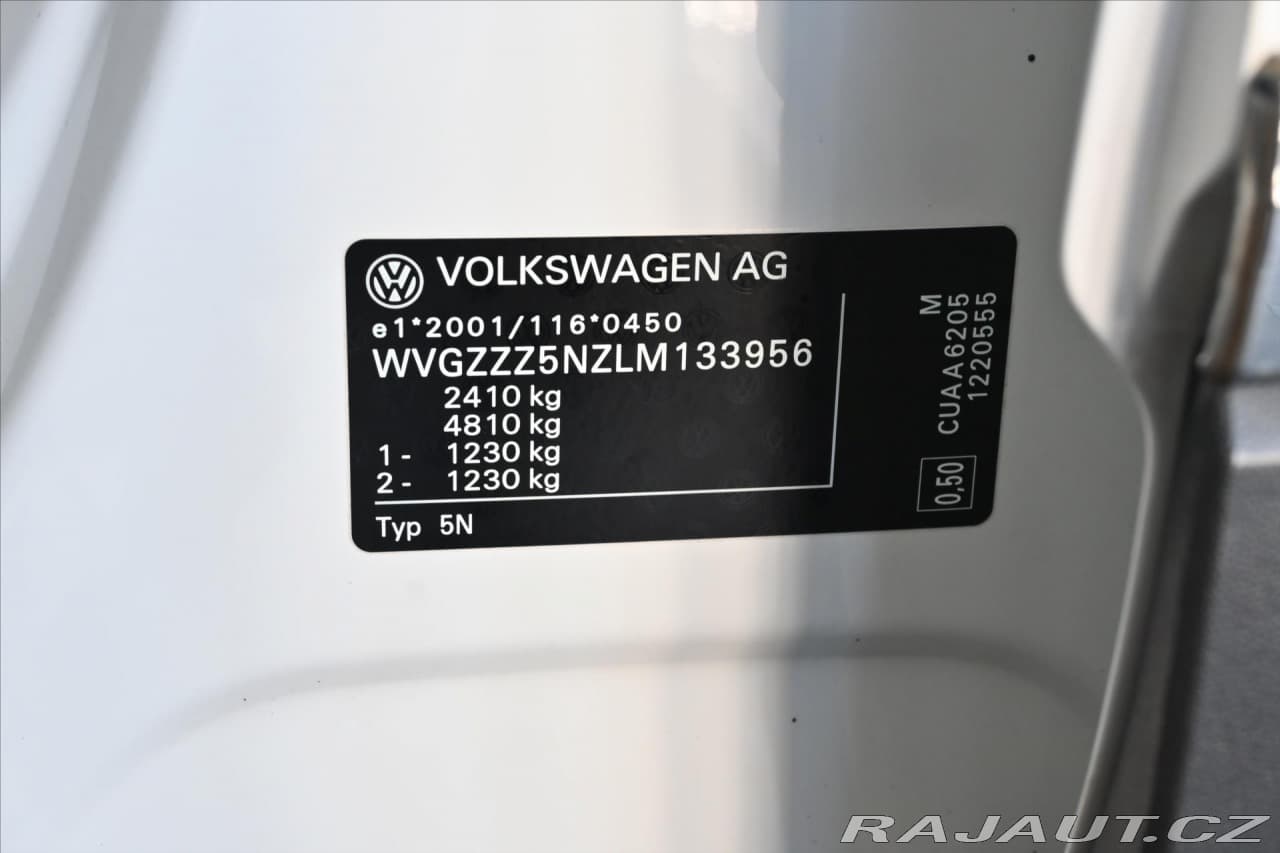 VOLKSWAGEN AG
e1*2001/116*0450
WVGZZZ5NZLM133956
2410 kg
4810 kg
1- 1230 kg
2- 1230 kg
Typ 5N
M
CUAA6205
1220555
0,50
RAJAUT.CZ